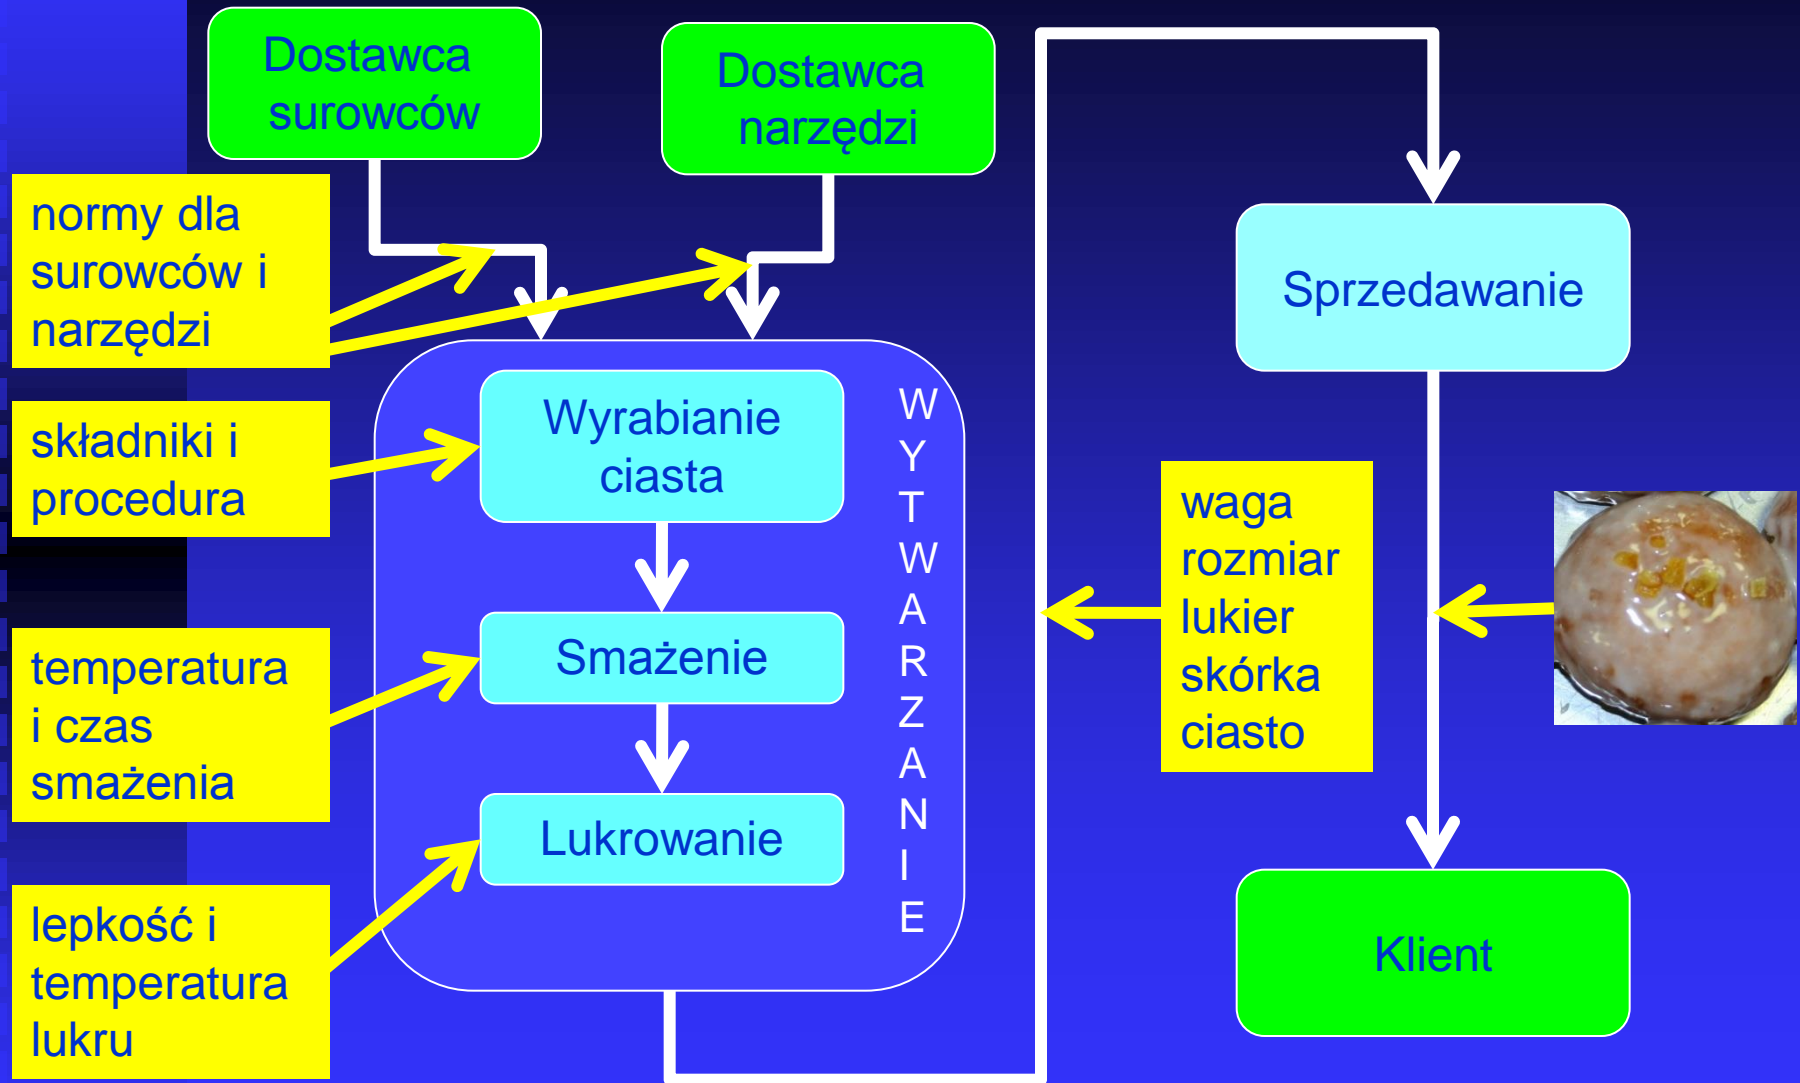 Dostawca
surowców
Dostawca
narzędzi
normy dla
surowców i
narzędzi
składniki i
procedura
temperatura
i czas
smażenia
lepkość i
temperatura
lukru
Wyrabianie
ciasta
Smażenie
Lukrowanie
W
Y
T
W
A
R
Z
A
N
I
E
Sprzedawanie
waga
rozmiar
lukier
skórka
ciasto
Klient